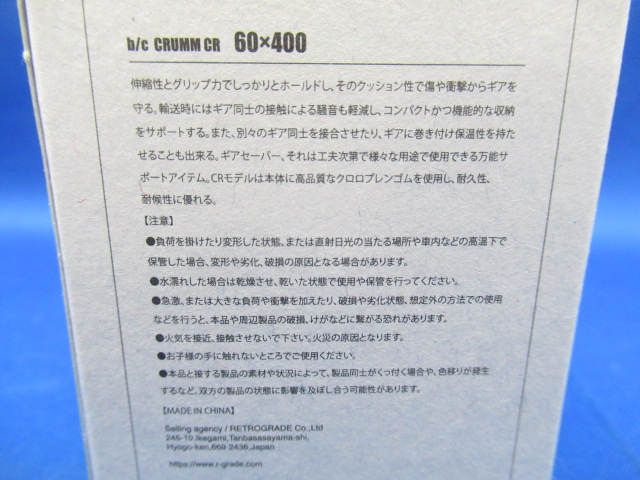 h/c CRUMM CR 60×400
伸縮性とグリップ力でしっかりとホールドし、そのクッション性で傷や衝撃からギアを
守る。輸送時にはギア同士の接触による騒音も軽減し、コンパクトかつ機能的な収納
をサポートする。また、別々のギア同士を接合させたり、ギアに巻き付け保温性を持た
せることも出来る。ギアセーバー、それは工夫次第で様々な用途で使用できる万能サ
ポートアイテム。CRモデルは本体に高品質なクロロプレンゴムを使用し、耐久性、
耐候性に優れる。
【注意】
●負荷を掛けたり変形した状態、または直射日光の当たる場所や車内などの高温下で
保管した場合、変形や劣化、破損の原因となる場合があります。
●水濡れした場合は乾燥させ、乾いた状態で使用や保管を行ってください。
●急激、または大きな負荷や衝撃を加えたり、破損や劣化状態、想定外の方法での使用
などを行うと、本品や周辺製品の破損、けがなどに繋がる恐れがあります。
●火気を接近、接触させないで下さい。火災の原因となります。
●お子様の手に触れないところでご使用ください。
●本品と接する製品の素材や状況によって、製品同士がくっ付く場合や、色移りが発生
するなど、双方の製品の状態に影響を及ぼし合う可能性があります。
【MADE IN CHINA】
Selling agency / RETROGRADE Co.,Ltd
246-10,Ikegami,Tanbasasayama-shi,
Hyogo-ken,669-2436,Japan
https://www.r-grade.com